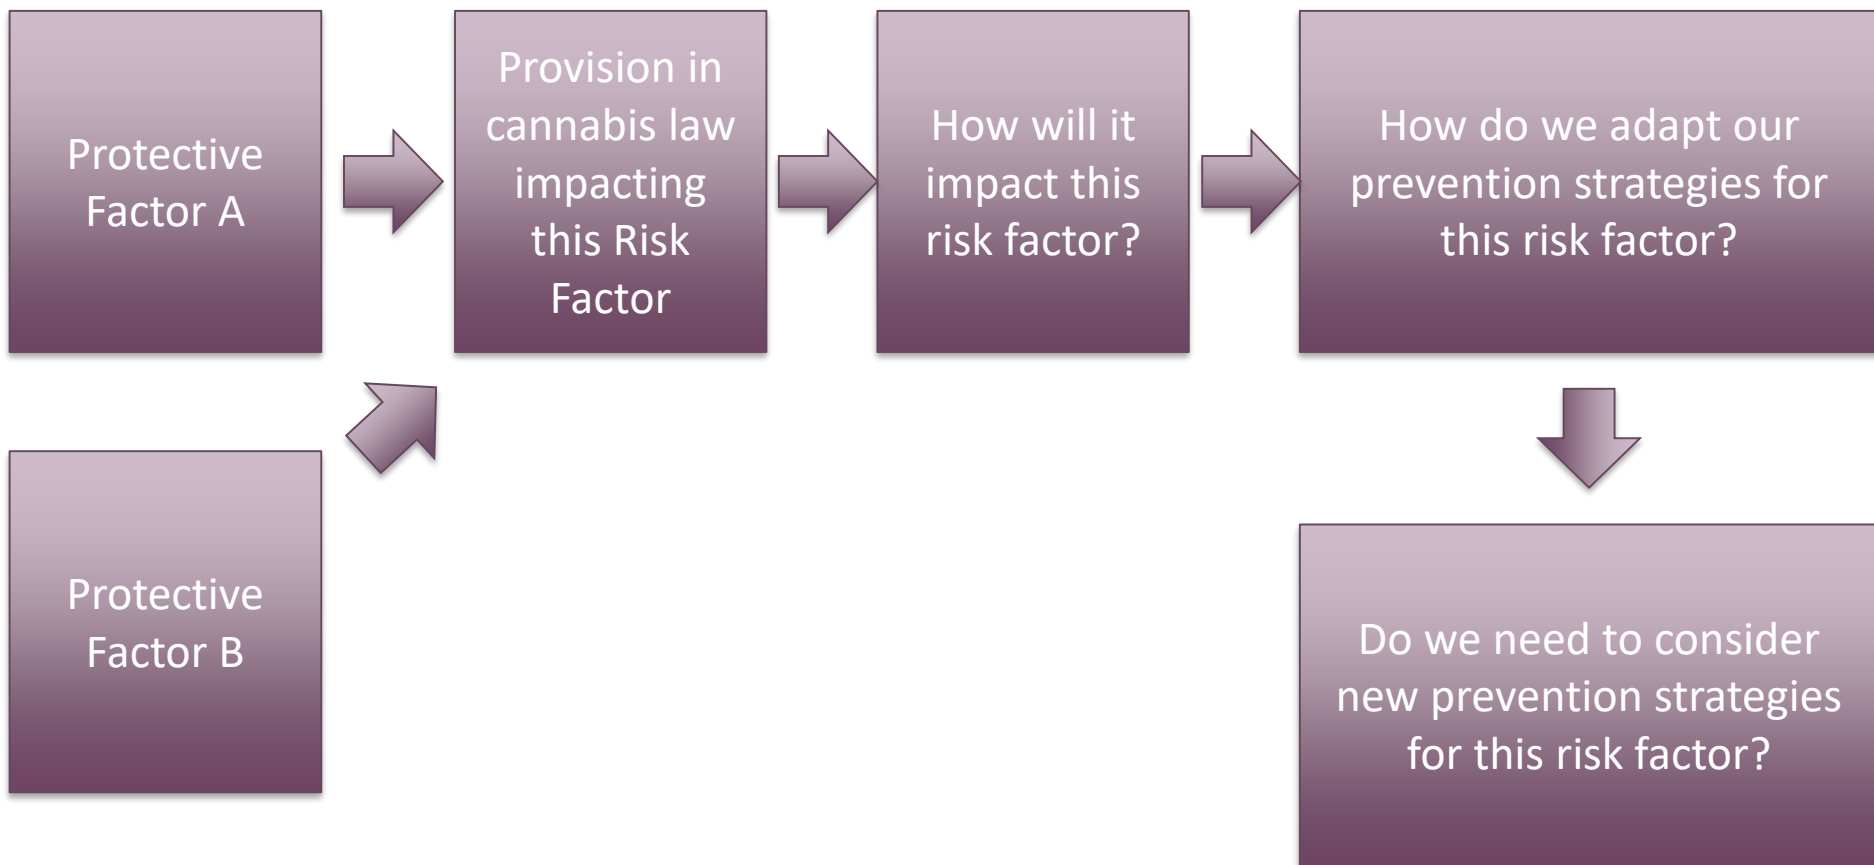 Protective
Factor A
Provision in
cannabis law
impacting
this Risk
Factor
How will it
impact this
risk factor?
How do we adapt our
prevention strategies for
this risk factor?
Protective
Factor B
Do we need to consider
new prevention strategies
for this risk factor?